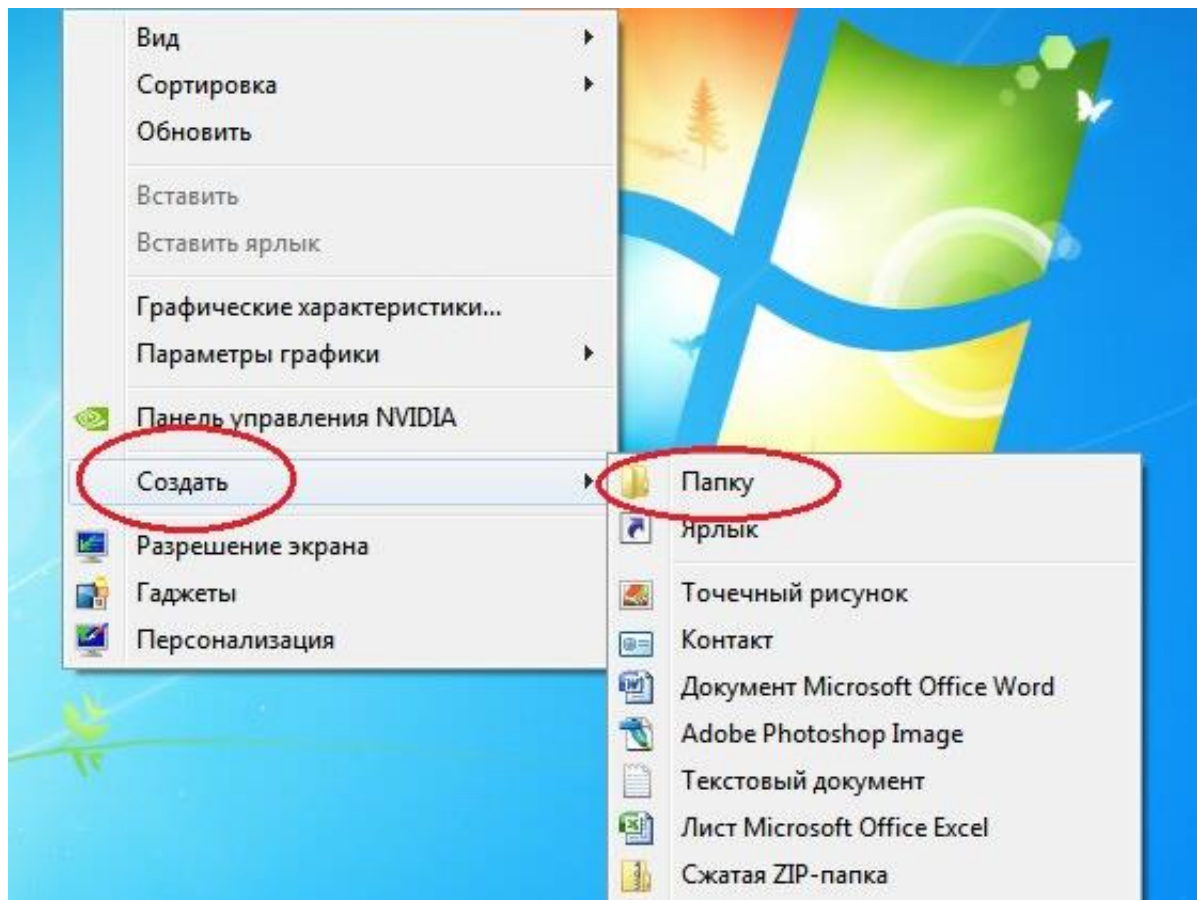 Вид
Сортировка
Обновить
Вставить
Вставить ярлык
Графические характеристики...
Параметры графики
Панель управления NVIDIA
Создать
Разрешение экрана
Гаджеты
Персонализация
Папку
Ярлык
Точечный рисунок
Контакт
Документ Microsoft Office Word
Adobe Photoshop Image
Текстовый документ
Лист Microsoft Office Excel
Сжатая ZIP-папка